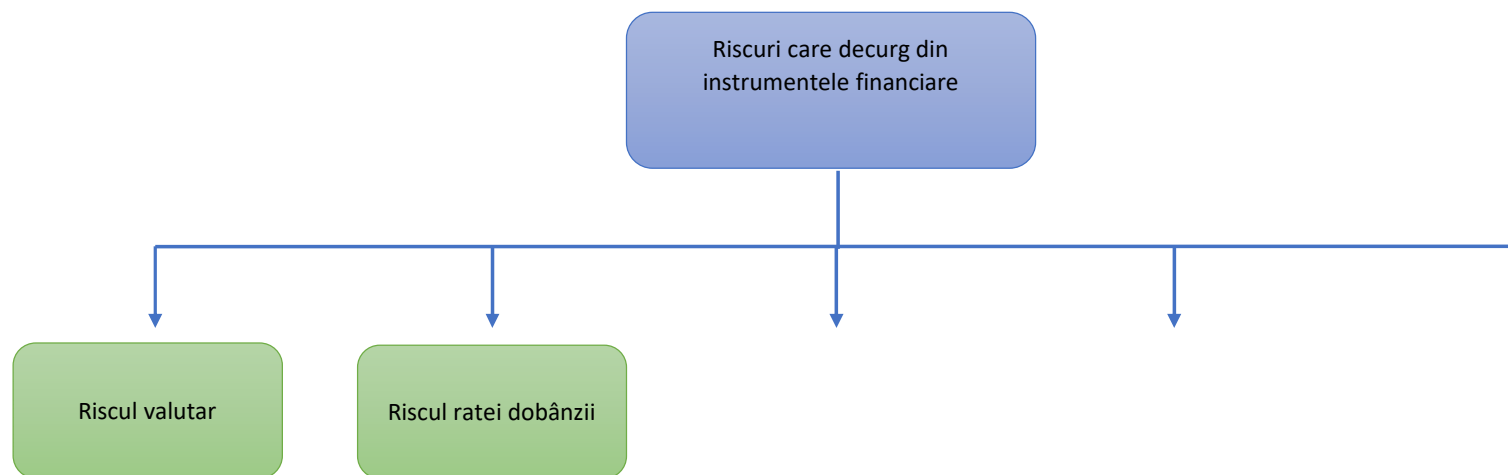 Riscuri care decurg din
instrumentele financiare
Riscul valutar
Riscul ratei dobânzii